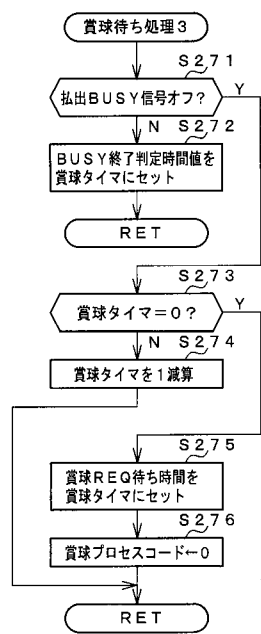 賞球待ち処理3
S271
払出BUSY信号オフ?
Y
N
S272
BUSY終了判定時間値を
賞球タイマにセット
RET
S273
賞球タイマ=0?
Y
N
S274
賞球タイマを1減算
S275
賞球REQ待ち時間を
賞球タイマにセット
S276
賞球プロセスコード←0
RET